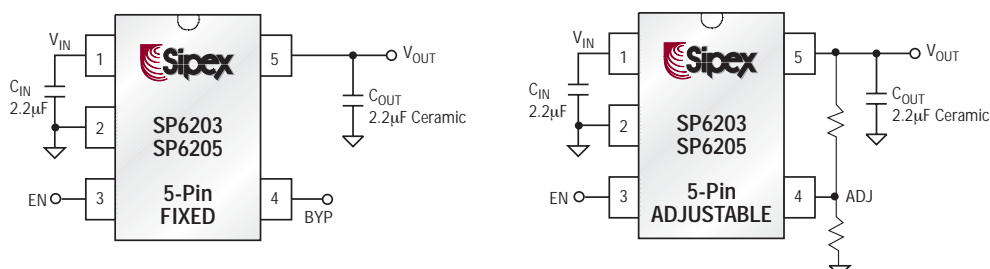 V_IN
1
Sipex
5
V_OUT
C_IN
2.2µF
C_OUT
2.2µF Ceramic
2
SP6203
SP6205
EN
3
5-Pin
FIXED
4
BYP
V_IN
1
Sipex
5
V_OUT
C_IN
2.2µF
C_OUT
2.2µF Ceramic
2
SP6203
SP6205
EN
3
5-Pin
ADJUSTABLE
4
ADJ